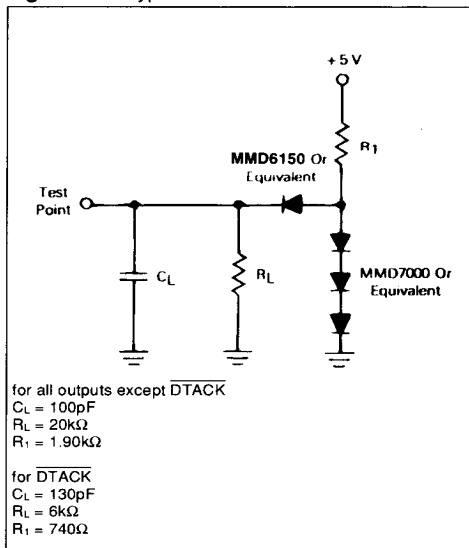 + 5 V
R1
MMD6150 Or
Equivalent
Test
Point
CL
RL
MMD7000 Or
Equivalent
for all outputs except DTACK
CL = 100pF
RL = 20kΩ
R1 = 1.90kΩ
for DTACK
CL = 130pF
RL = 6kΩ
R1 = 740Ω